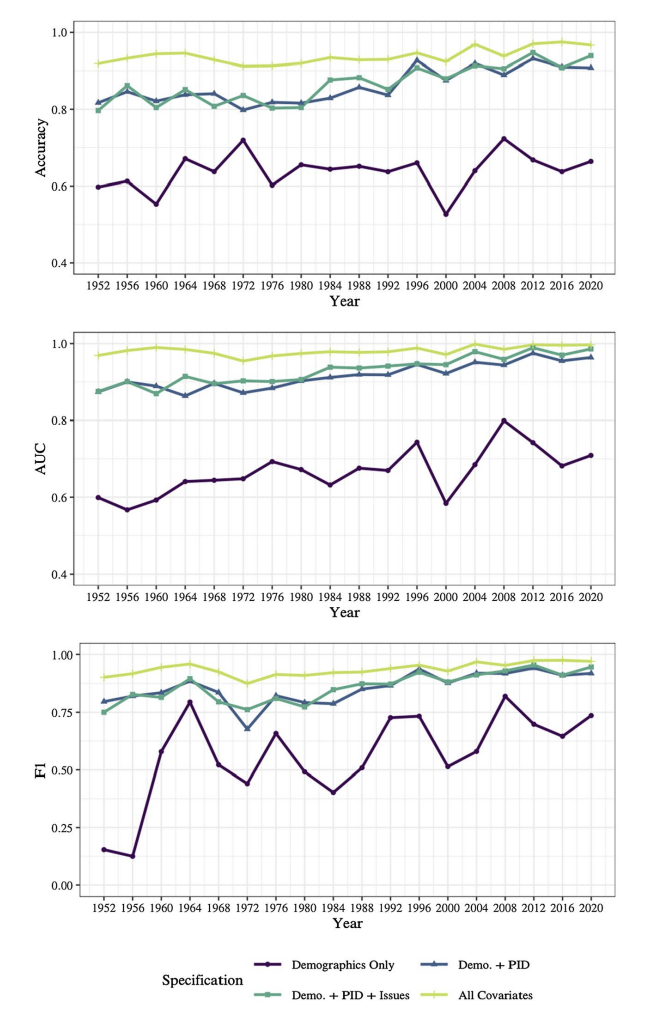 1.0
0.8
0.6
0.4
Accuracy
1952 1956 1960 1964 1968 1972 1976 1980 1984 1988 1992 1996 2000 2004 2008 2012 2016 2020
Year
1.0
0.8
0.6
0.4
AUC
1952 1956 1960 1964 1968 1972 1976 1980 1984 1988 1992 1996 2000 2004 2008 2012 2016 2020
Year
1.00
0.75
0.50
0.25
0.00
F1
1952 1956 1960 1964 1968 1972 1976 1980 1984 1988 1992 1996 2000 2004 2008 2012 2016 2020
Year
Specification
Demographics Only
Demo. + PID
Demo. + PID + Issues
All Covariates